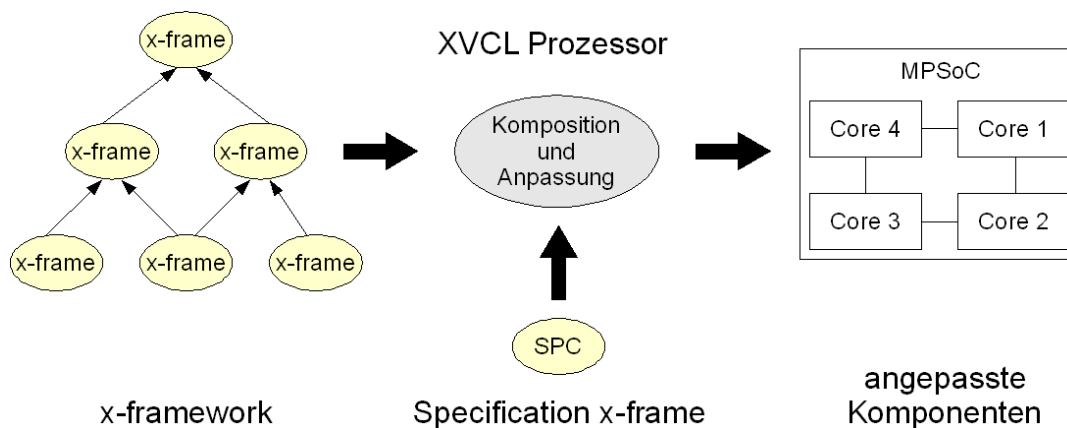 x-frame
XVCL Prozessor
MPSoC
x-frame
x-frame
Komposition
und
Anpassung
Core 4
Core 1
Core 3
Core 2
x-frame
x-frame
x-frame
SPC
x-framework
Specification x-frame
angepasste
Komponenten